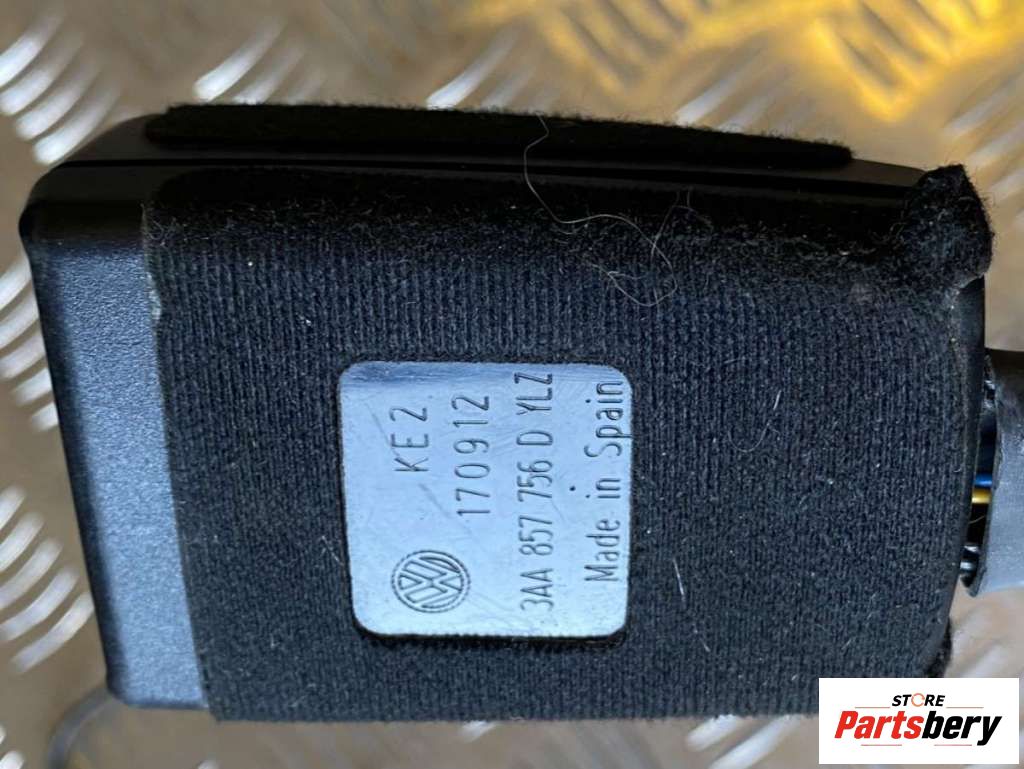 KE 2
170912
3AA 857 756 D YLZ
Made in Spain
STORE
Partsbery